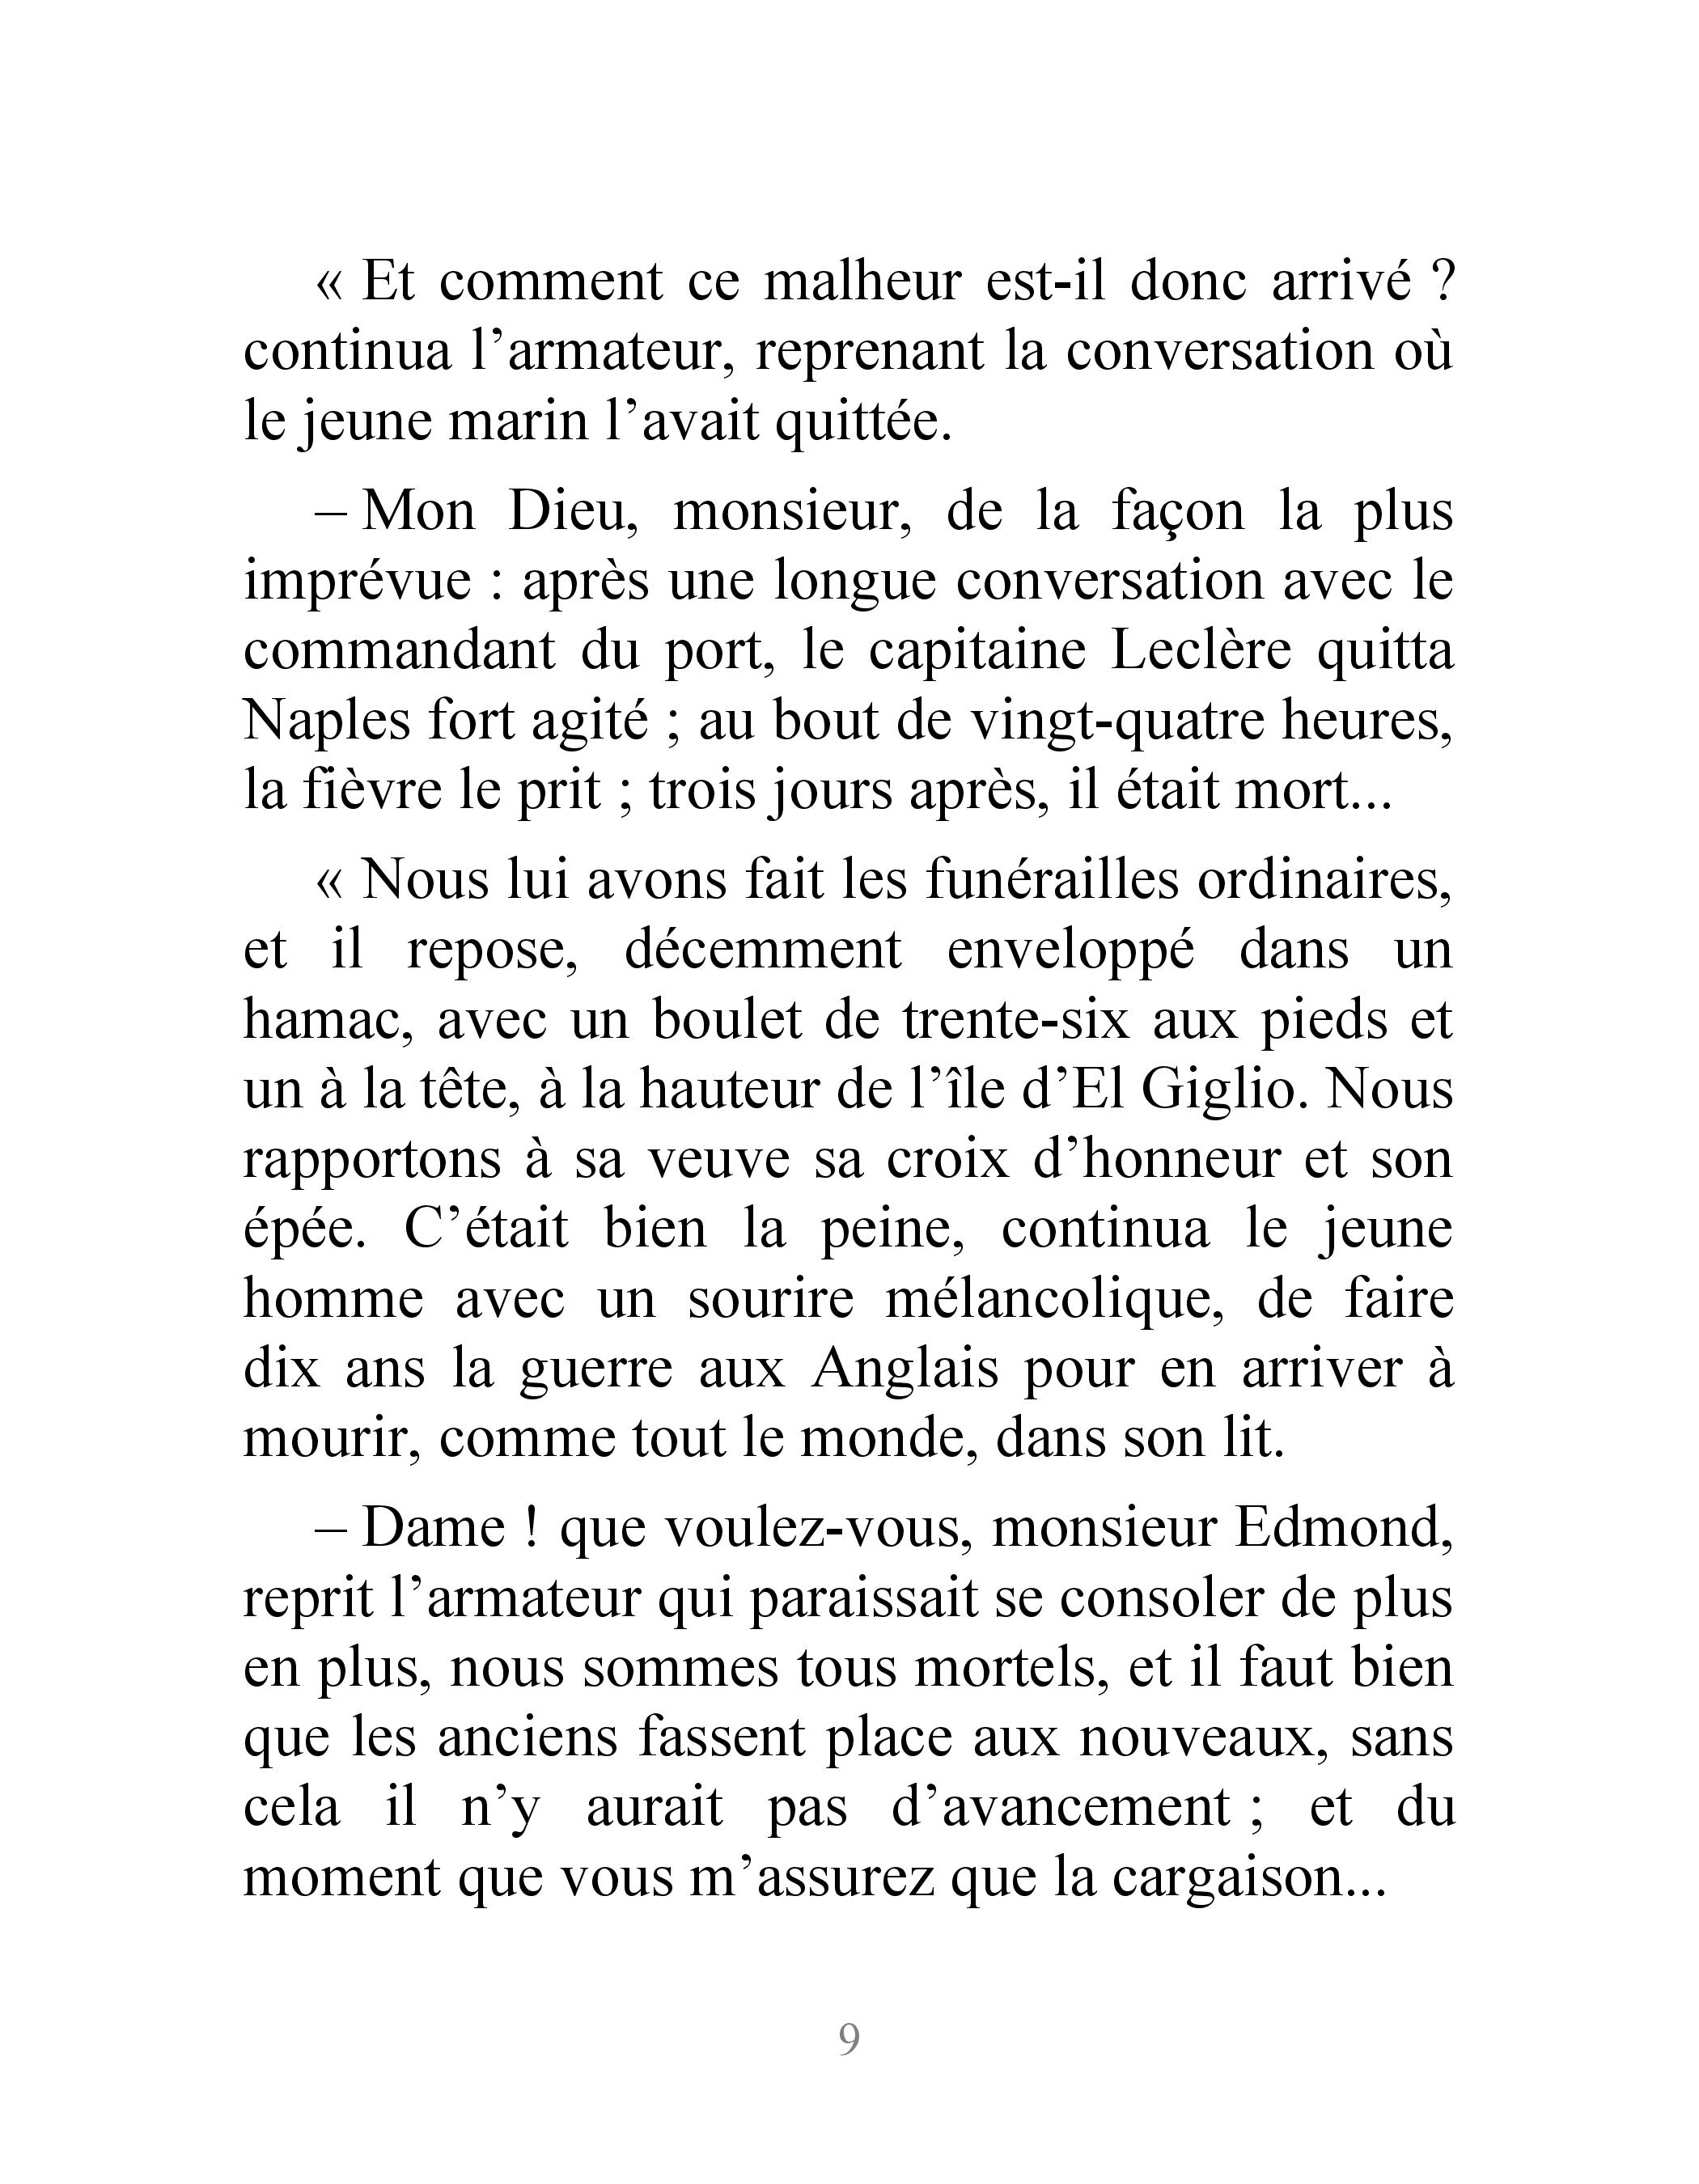 « Et comment ce malheur est-il donc arrivé ?
continua l’armateur, reprenant la conversation où
le jeune marin l’avait quittée.
– Mon Dieu, monsieur, de la façon la plus
imprévue : après une longue conversation avec le
commandant du port, le capitaine Leclère quitta
Naples fort agité ; au bout de vingt-quatre heures,
la fièvre le prit ; trois jours après, il était mort...
« Nous lui avons fait les funérailles ordinaires,
et il repose, décemment enveloppé dans un
hamac, avec un boulet de trente-six aux pieds et
un à la tête, à la hauteur de l’île d’El Giglio. Nous
rapportons à sa veuve sa croix d’honneur et son
épée. C’était bien la peine, continua le jeune
homme avec un sourire mélancolique, de faire
dix ans la guerre aux Anglais pour en arriver à
mourir, comme tout le monde, dans son lit.
– Dame ! que voulez-vous, monsieur Edmond,
reprit l’armateur qui paraissait se consoler de plus
en plus, nous sommes tous mortels, et il faut bien
que les anciens fassent place aux nouveaux, sans
cela il n’y aurait pas d’avancement ; et du
moment que vous m’assurez que la cargaison...
9